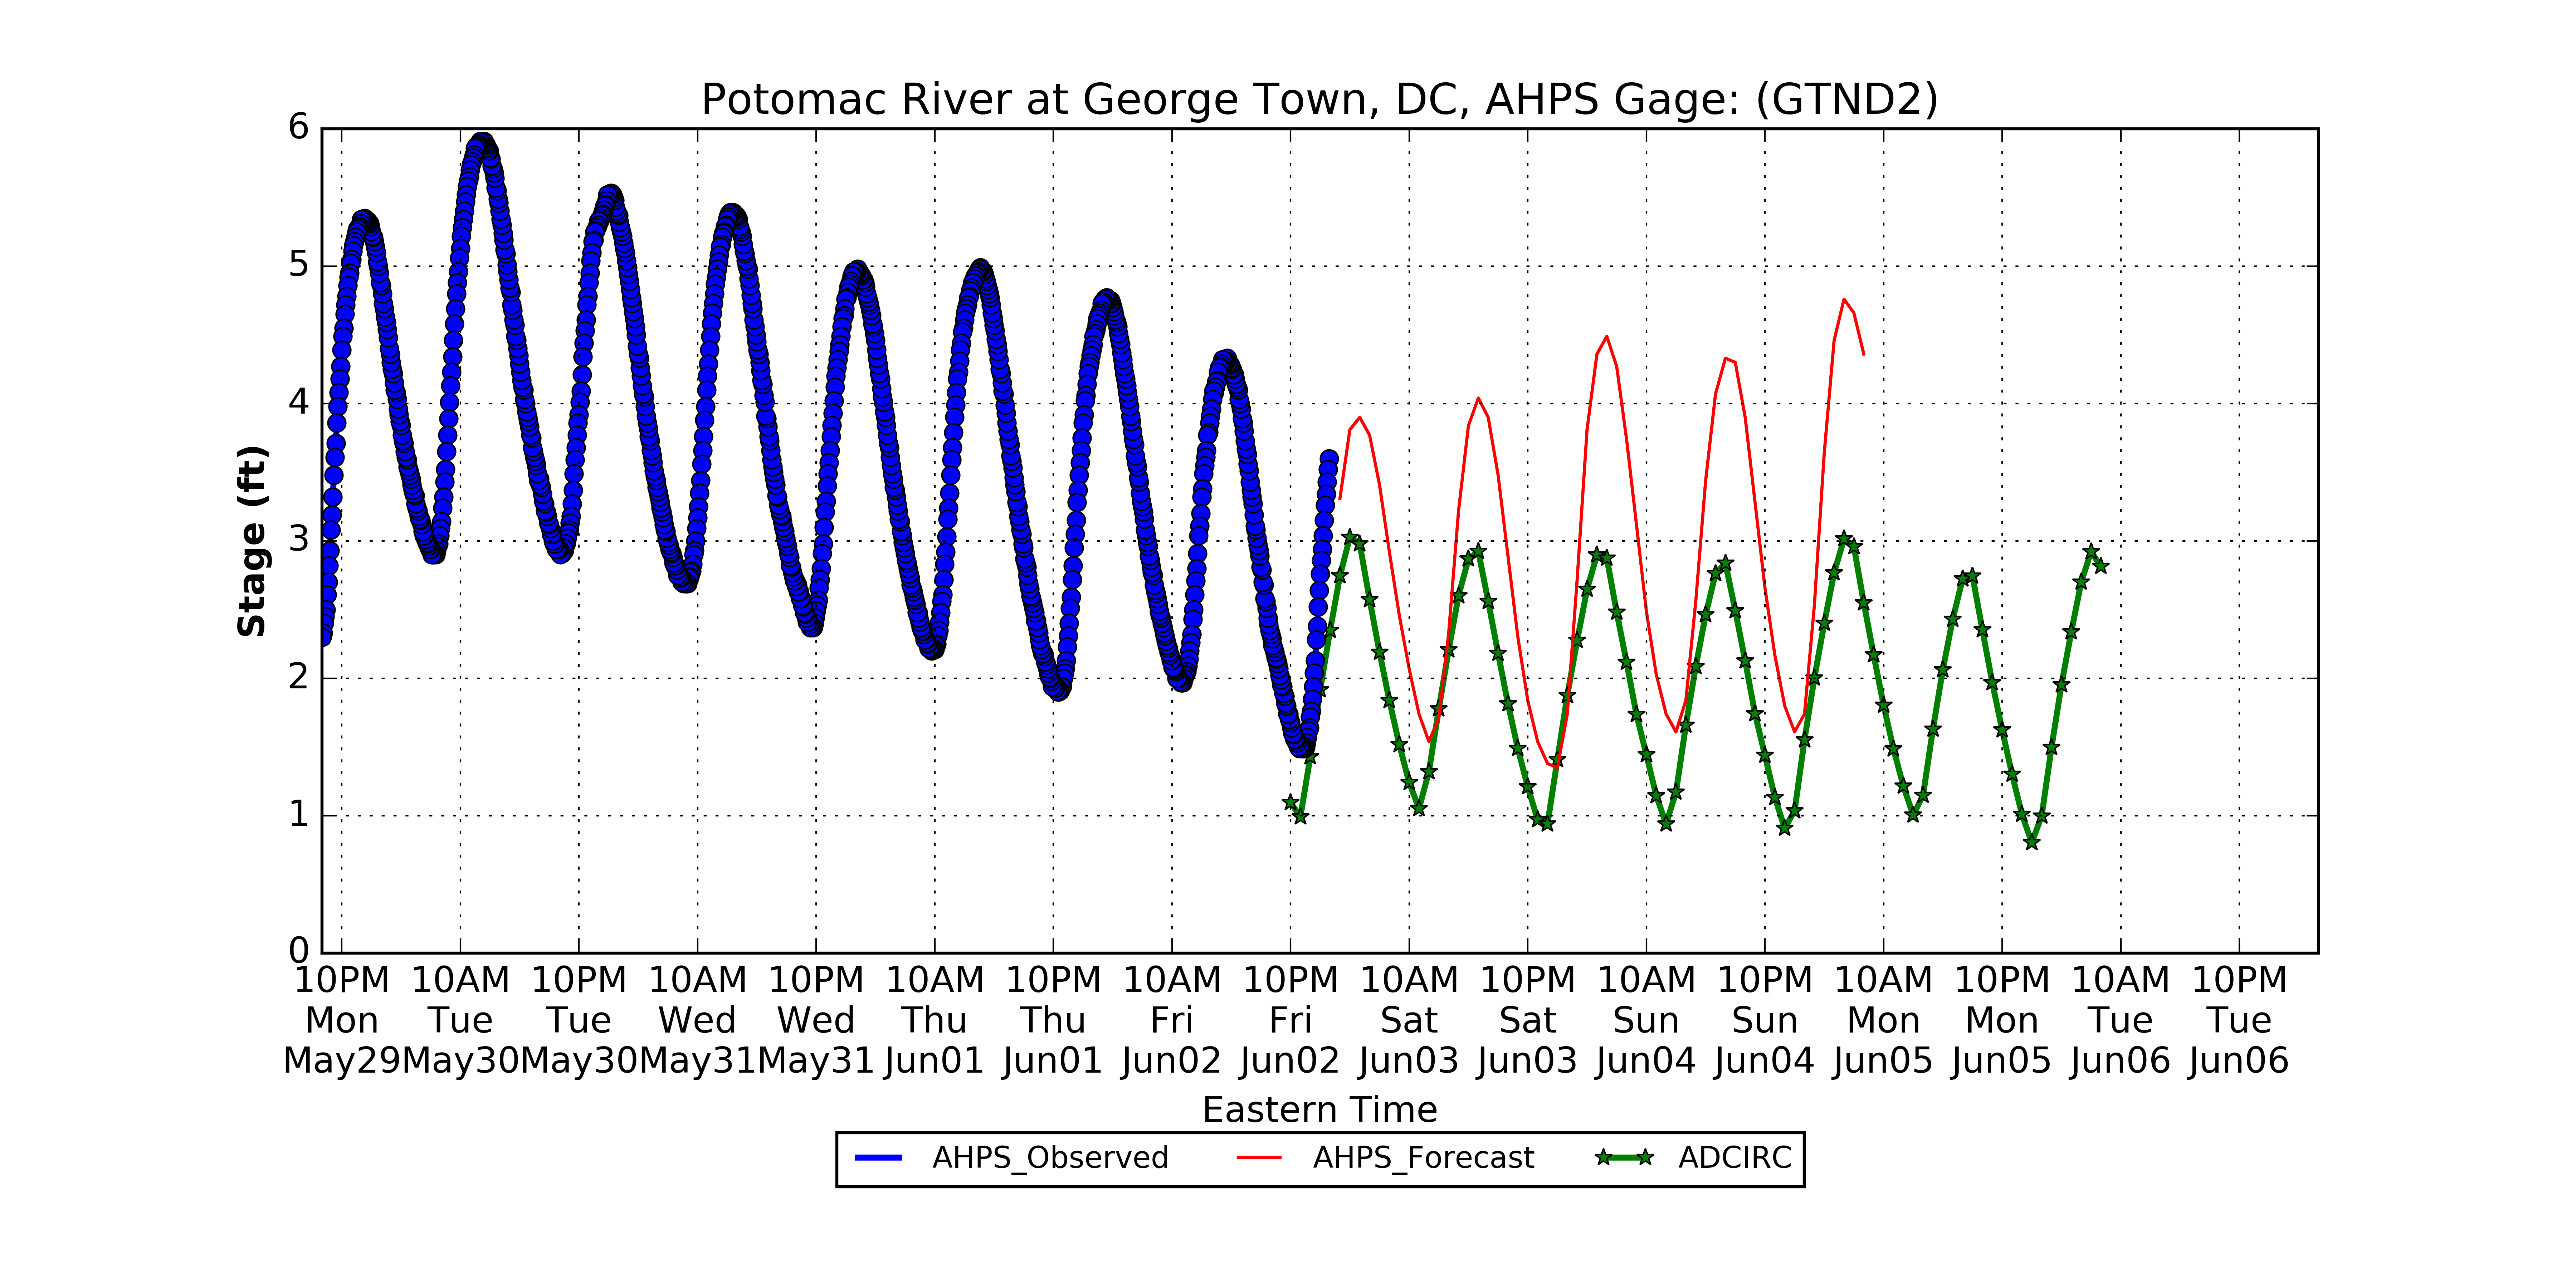 Potomac River at George Town, DC, AHPS Gage: (GTND2)
6
5
4
3
2
1
0
Stage (ft)
10PM 10AM 10PM 10AM 10PM 10AM 10PM 10AM 10PM 10AM 10PM 10AM 10PM 10AM 10PM 10AM 10PM
Mon Tue Tue Wed Wed Thu Thu Fri Fri Sat Sat Sun Sun Mon Mon Tue Tue
May29 May30 May30 May31 May31 Jun01 Jun01 Jun02 Jun02 Jun03 Jun03 Jun04 Jun04 Jun05 Jun05 Jun06 Jun06
Eastern Time
AHPS_Observed AHPS_Forecast ADCIRC